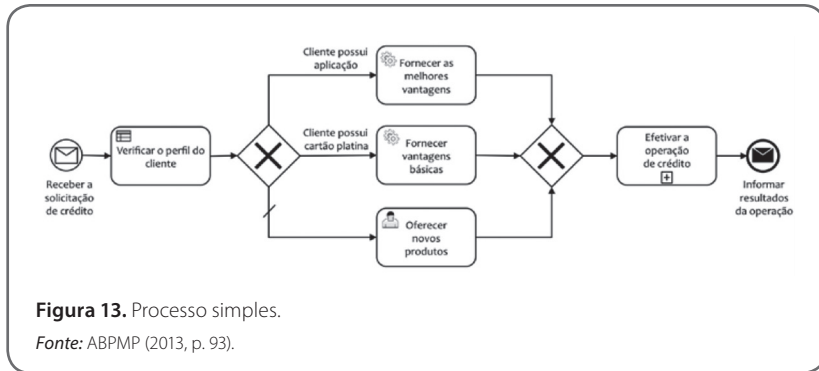 Cliente possui
aplicação
Fornecer as
melhores
vantagens
Verificar o perfil do
cliente
Cliente possui
cartão platina
Fornecer
vantagens
básicas
Efetivar a
operação
de crédito
Receber a
solicitação
de crédito
Informar
resultados
da operação
Oferecer
novos
produtos
Figura 13. Processo simples.
Fonte: ABPMP (2013, p. 93).